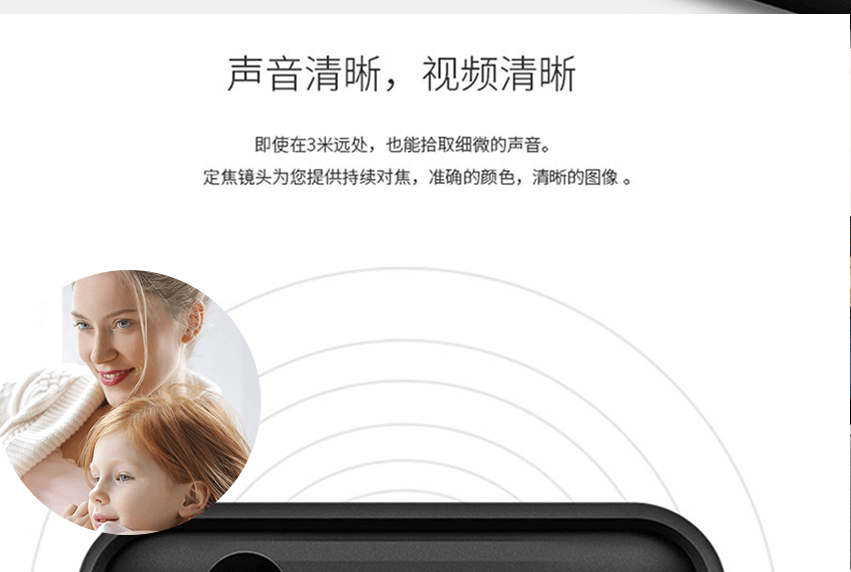 声音清晰，视频清晰
即使在3米远处，也能拾取细微的声音。
定焦镜头为您提供持续对焦，准确的颜色，清晰的图像 。